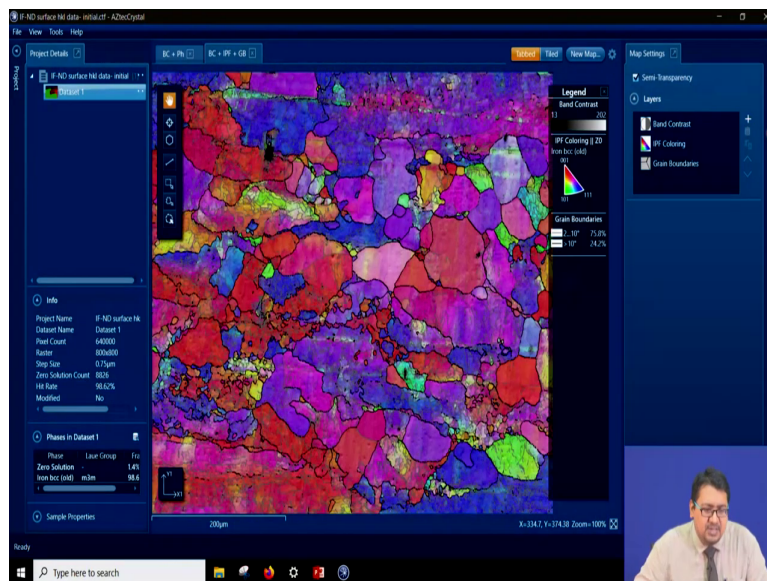 IF-ND surface hkl data- initial.ctf - AZtecCrystal
File View Tools Help
Project
Project Details
IF-ND surface hkl data- initial
Dataset 1
Info
Project Name IF-ND surface hk
Dataset Name Dataset 1
Pixel Count 640000
Raster 800x800
Step Size 0.75µm
Zero Solution Count 8826
Hit Rate 98.62%
Modified No
Phases in Dataset 1
Phase Laue Group Fra
Zero Solution - 1.4%
Iron bcc (old) m3m 98.6
Sample Properties
Ready
BC + Ph
BC + IPF + GB
Tabbed Tiled New Map...
Legend
Band Contrast
13 202
IPF Coloring || Z0
Iron bcc (old)
001
101 111
Grain Boundaries
2...10° 75.8%
>10° 24.2%
Y1
X1
200µm
X=334.7, Y=374.38 Zoom=100%
Map Settings
Semi-Transparency
Layers
Band Contrast
IPF Coloring
Grain Boundaries
Type here to search